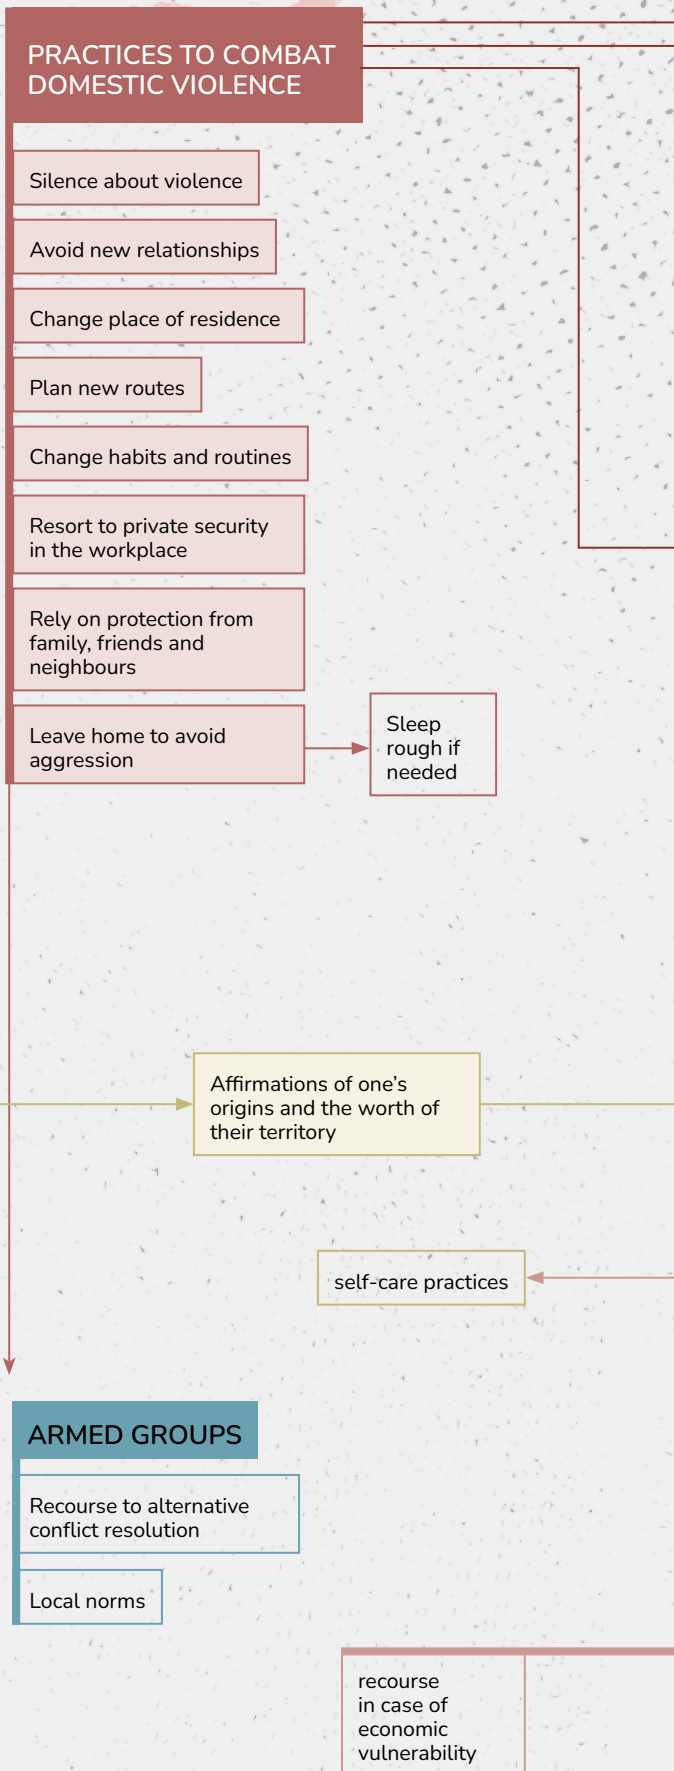 PRACTICES TO COMBAT
DOMESTIC VIOLENCE
Silence about violence
Avoid new relationships
Change place of residence
Plan new routes
Change habits and routines
Resort to private security
in the workplace
Rely on protection from
family, friends and
neighbours
Leave home to avoid
aggression
Sleep
rough if
needed
Affirmations of one’s
origins and the worth of
their territory
self-care practices
ARMED GROUPS
Recourse to alternative
conflict resolution
Local norms
recourse
in case of
economic
vulnerability